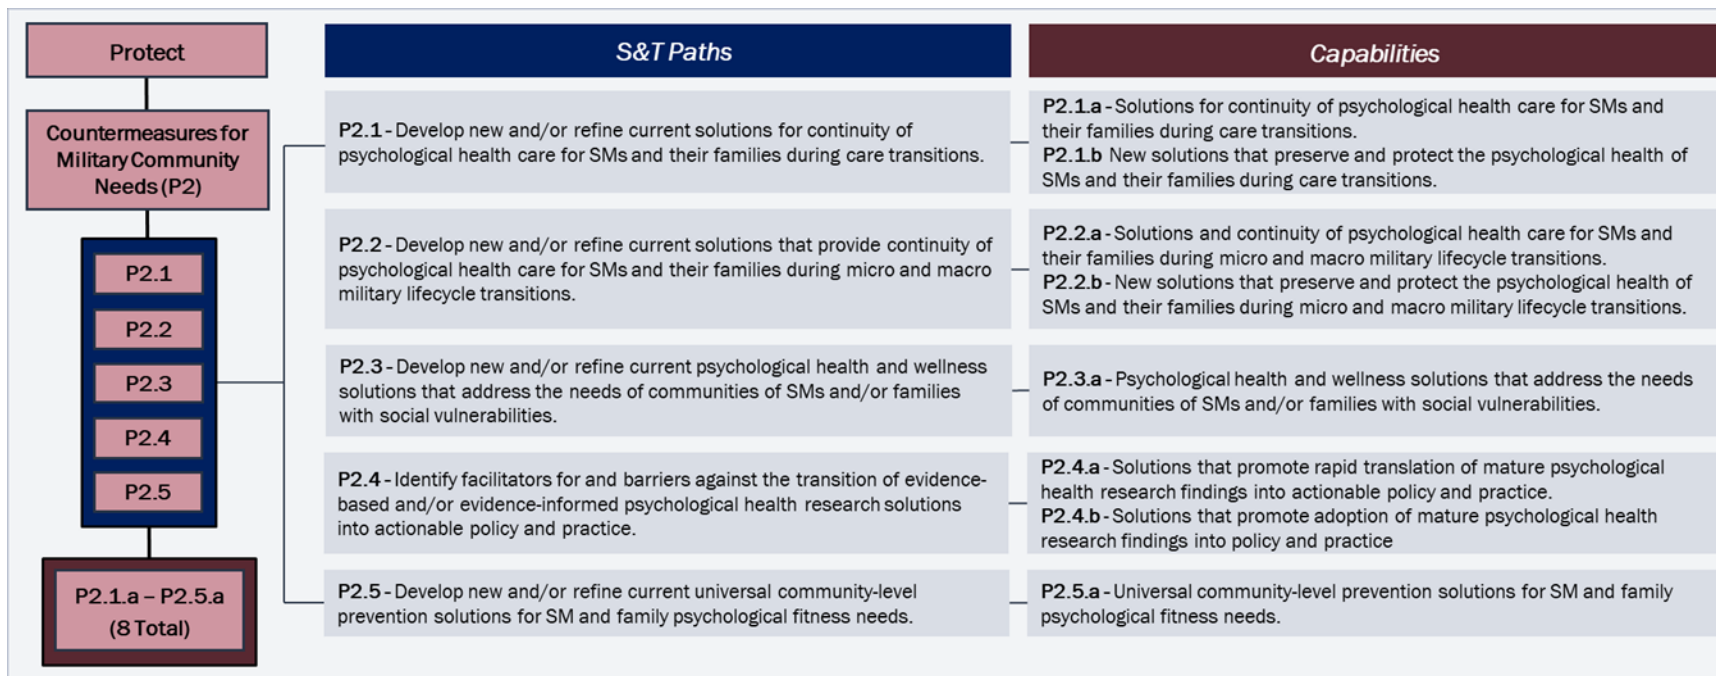 Protect
Countermeasures for
Military Community
Needs (P2)
P2.1
P2.2
P2.3
P2.4
P2.5
P2.1.a – P2.5.a
(8 Total)
S&T Paths
P2.1 - Develop new and/or refine current solutions for continuity of
psychological health care for SMs and their families during care transitions.
P2.2 - Develop new and/or refine current solutions that provide continuity of
psychological health care for SMs and their families during micro and macro
military lifecycle transitions.
P2.3 - Develop new and/or refine current psychological health and wellness
solutions that address the needs of communities of SMs and/or families
with social vulnerabilities.
P2.4 - Identify facilitators for and barriers against the transition of evidence-
based and/or evidence-informed psychological health research solutions
into actionable policy and practice.
P2.5 - Develop new and/or refine current universal community-level
prevention solutions for SM and family psychological fitness needs.
Capabilities
P2.1.a - Solutions for continuity of psychological health care for SMs and
their families during care transitions.
P2.1.b New solutions that preserve and protect the psychological health of
SMs and their families during care transitions.
P2.2.a - Solutions and continuity of psychological health care for SMs and
their families during micro and macro military lifecycle transitions.
P2.2.b - New solutions that preserve and protect the psychological health of
SMs and their families during micro and macro military lifecycle transitions.
P2.3.a - Psychological health and wellness solutions that address the needs
of communities of SMs and/or families with social vulnerabilities.
P2.4.a - Solutions that promote rapid translation of mature psychological
health research findings into actionable policy and practice.
P2.4.b - Solutions that promote adoption of mature psychological health
research findings into policy and practice
P2.5.a - Universal community-level prevention solutions for SM and family
psychological fitness needs.